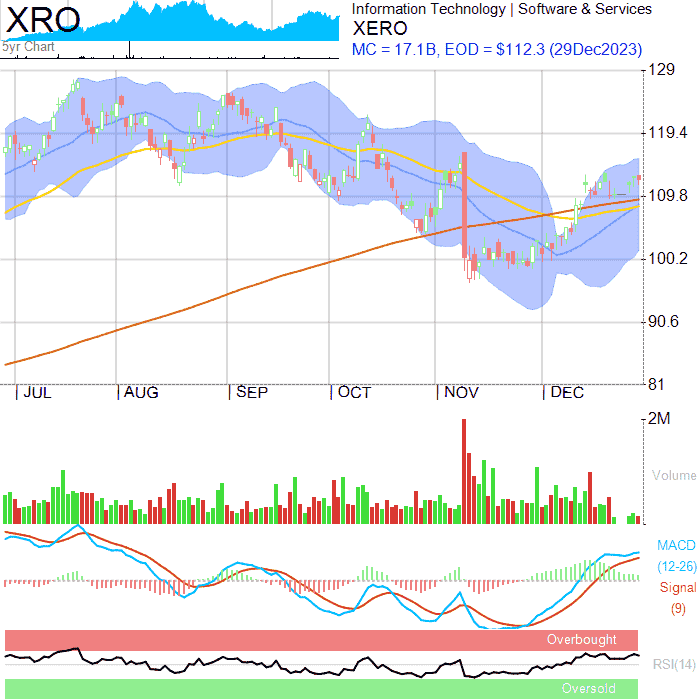 XRO
5yr Chart
Information Technology | Software & Services
XERO
MC = 17.1B, EOD = $112.3 (29Dec2023)
129
119.4
109.8
100.2
90.6
81
| JUL | AUG | SEP | OCT | NOV | DEC
2M
Volume
MACD
(12-26)
Signal
(9)
Overbought
RSI(14)
Oversold